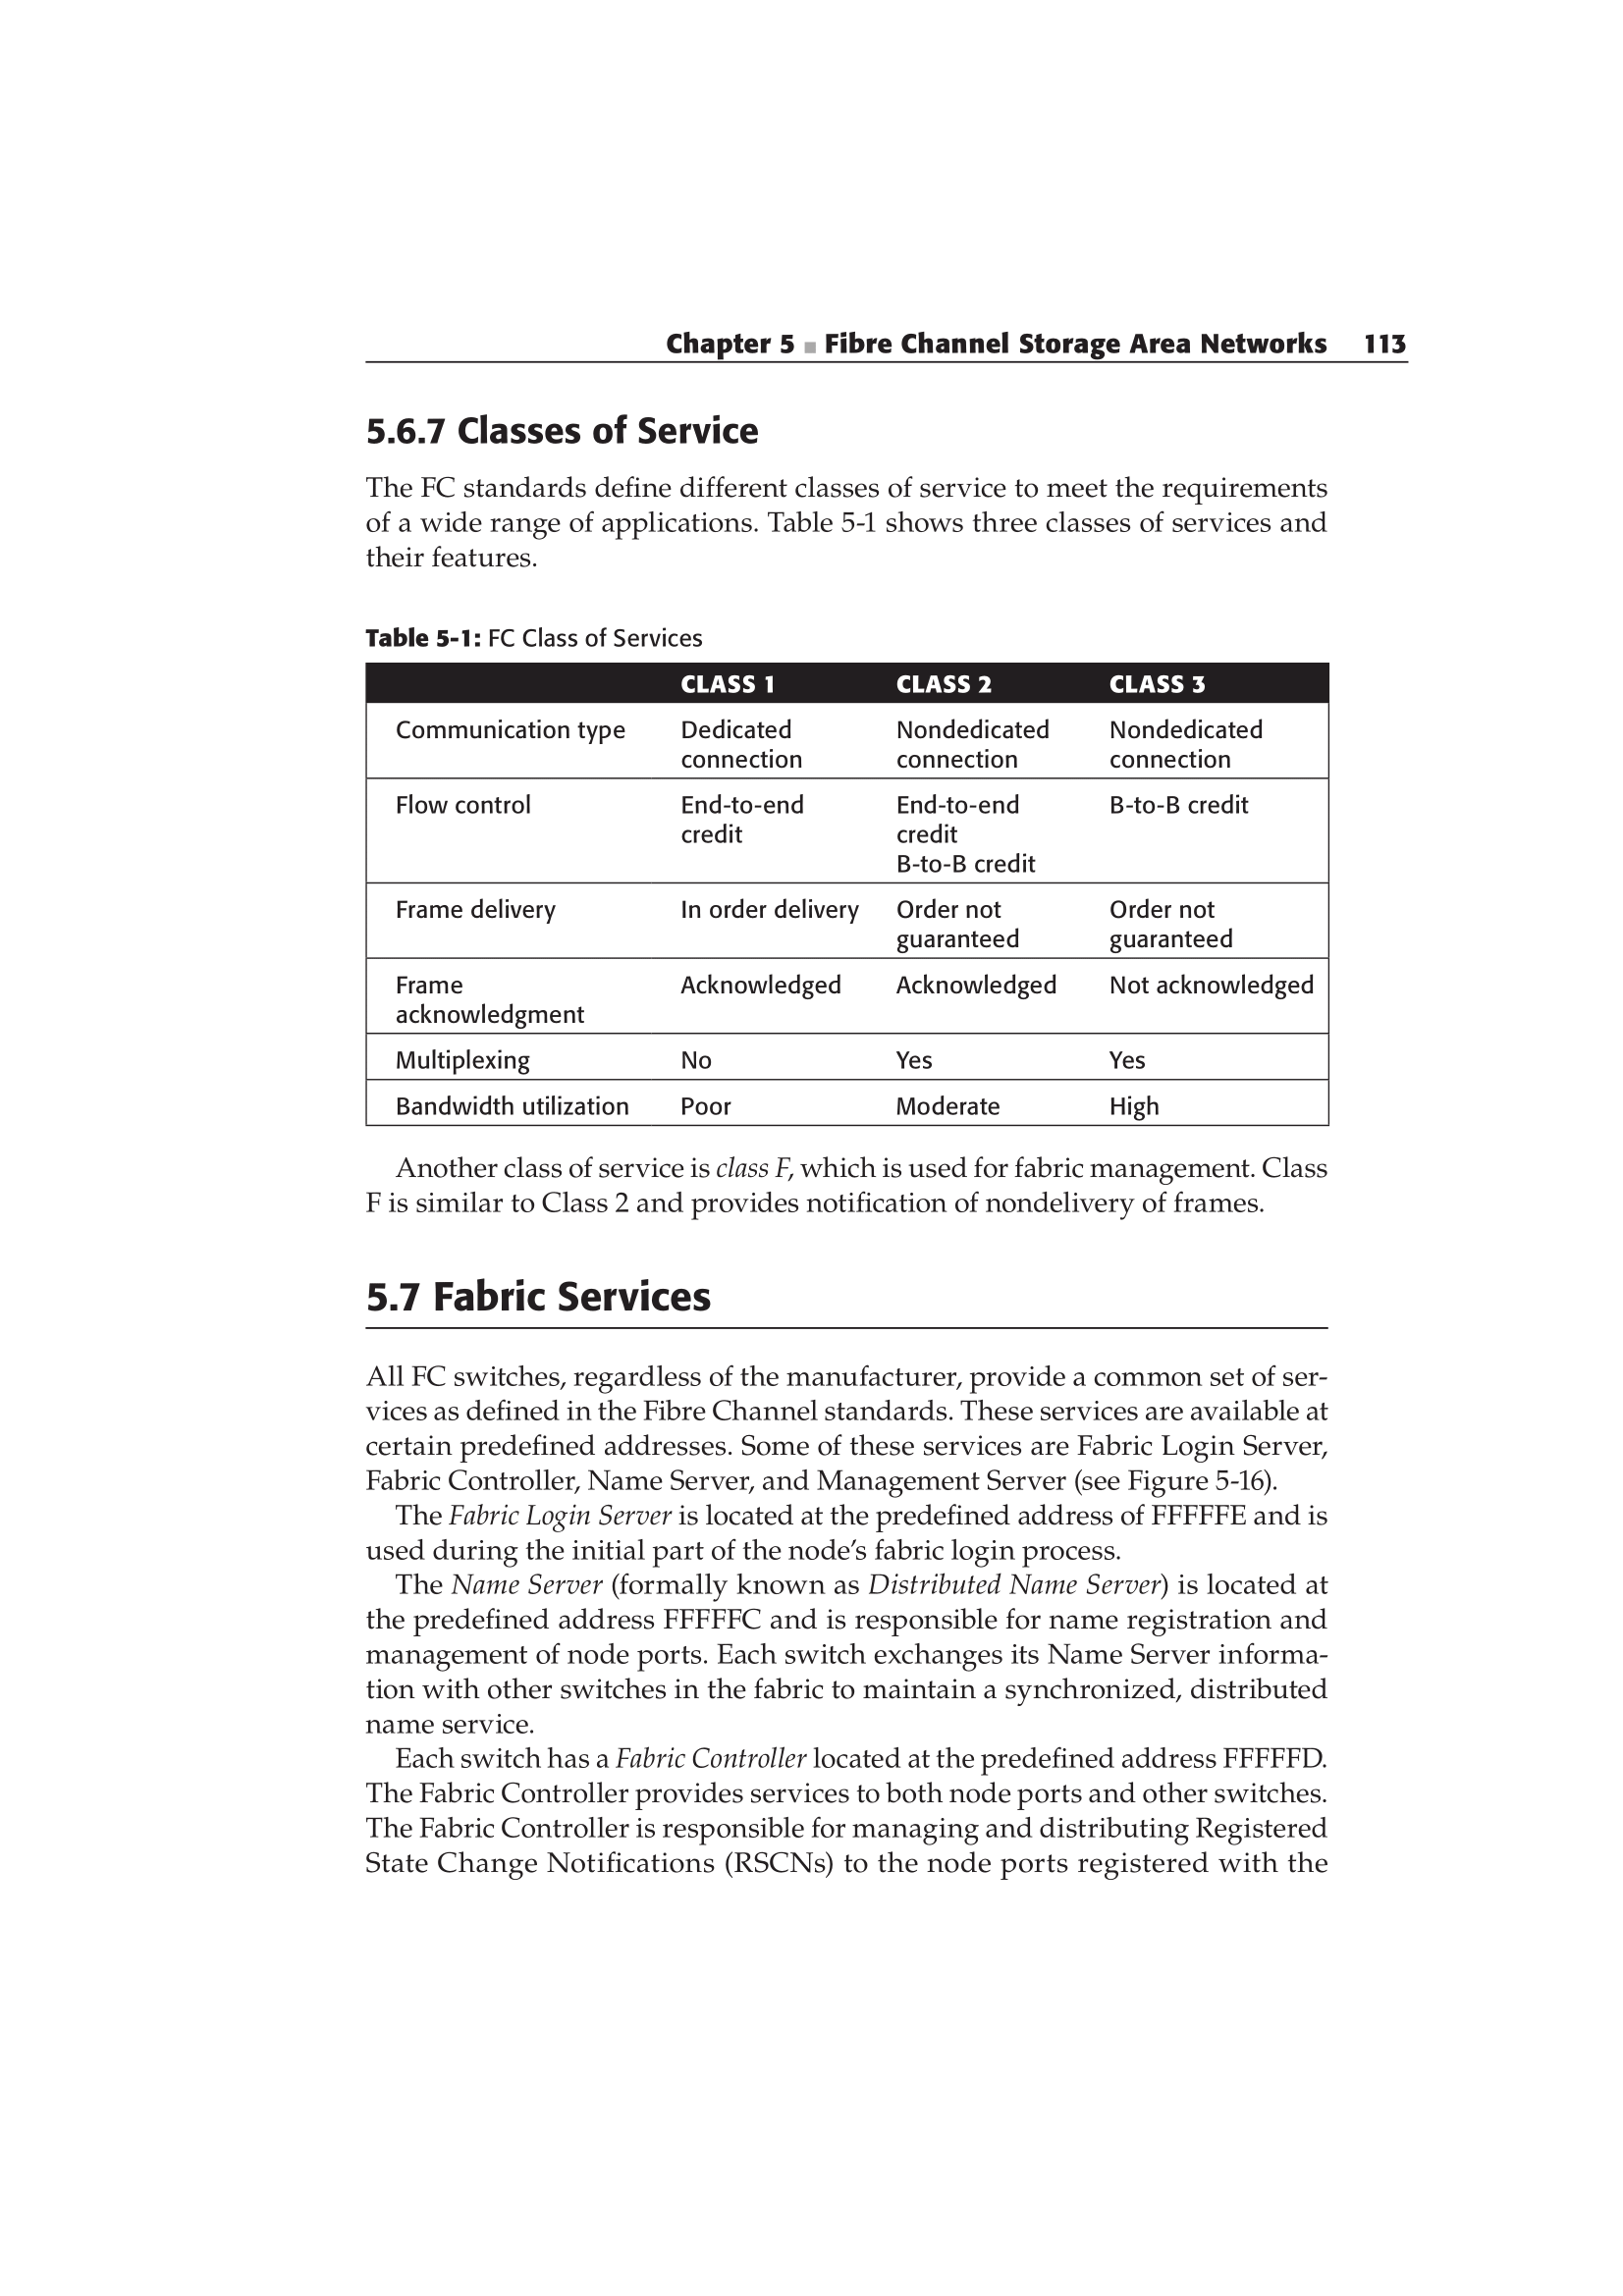 Chapter 5 ■ Fibre Channel Storage Area Networks 113
5.6.7 Classes of Service
The FC standards define different classes of service to meet the requirements
of a wide range of applications. Table 5-1 shows three classes of services and
their features.
Table 5-1: FC Class of Services
CLASS 1 CLASS 2 CLASS 3
Communication type Dedicated Nondedicated Nondedicated
connection connection connection
Flow control End-to-end End-to-end B-to-B credit
credit credit
B-to-B credit
Frame delivery In order delivery Order not Order not
guaranteed guaranteed
Frame Acknowledged Acknowledged Not acknowledged
acknowledgment
Multiplexing No Yes Yes
Bandwidth utilization Poor Moderate High
Another class of service is class F, which is used for fabric management. Class
F is similar to Class 2 and provides notification of nondelivery of frames.
5.7 Fabric Services
All FC switches, regardless of the manufacturer, provide a common set of ser-
vices as defined in the Fibre Channel standards. These services are available at
certain predefined addresses. Some of these services are Fabric Login Server,
Fabric Controller, Name Server, and Management Server (see Figure 5-16).
The Fabric Login Server is located at the predefined address of FFFFFE and is
used during the initial part of the node’s fabric login process.
The Name Server (formally known as Distributed Name Server) is located at
the predefined address FFFFFC and is responsible for name registration and
management of node ports. Each switch exchanges its Name Server informa-
tion with other switches in the fabric to maintain a synchronized, distributed
name service.
Each switch has a Fabric Controller located at the predefined address FFFFFD.
The Fabric Controller provides services to both node ports and other switches.
The Fabric Controller is responsible for managing and distributing Registered
State Change Notifications (RSCNs) to the node ports registered with the